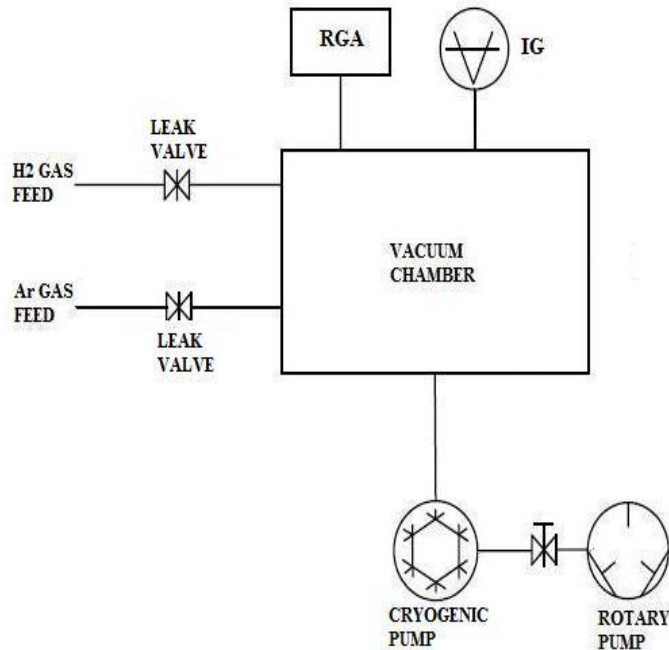 RGA
IG
LEAK
VALVE
H2 GAS
FEED
VACUUM
CHAMBER
Ar GAS
FEED
LEAK
VALVE
CRYOGENIC
PUMP
ROTARY
PUMP